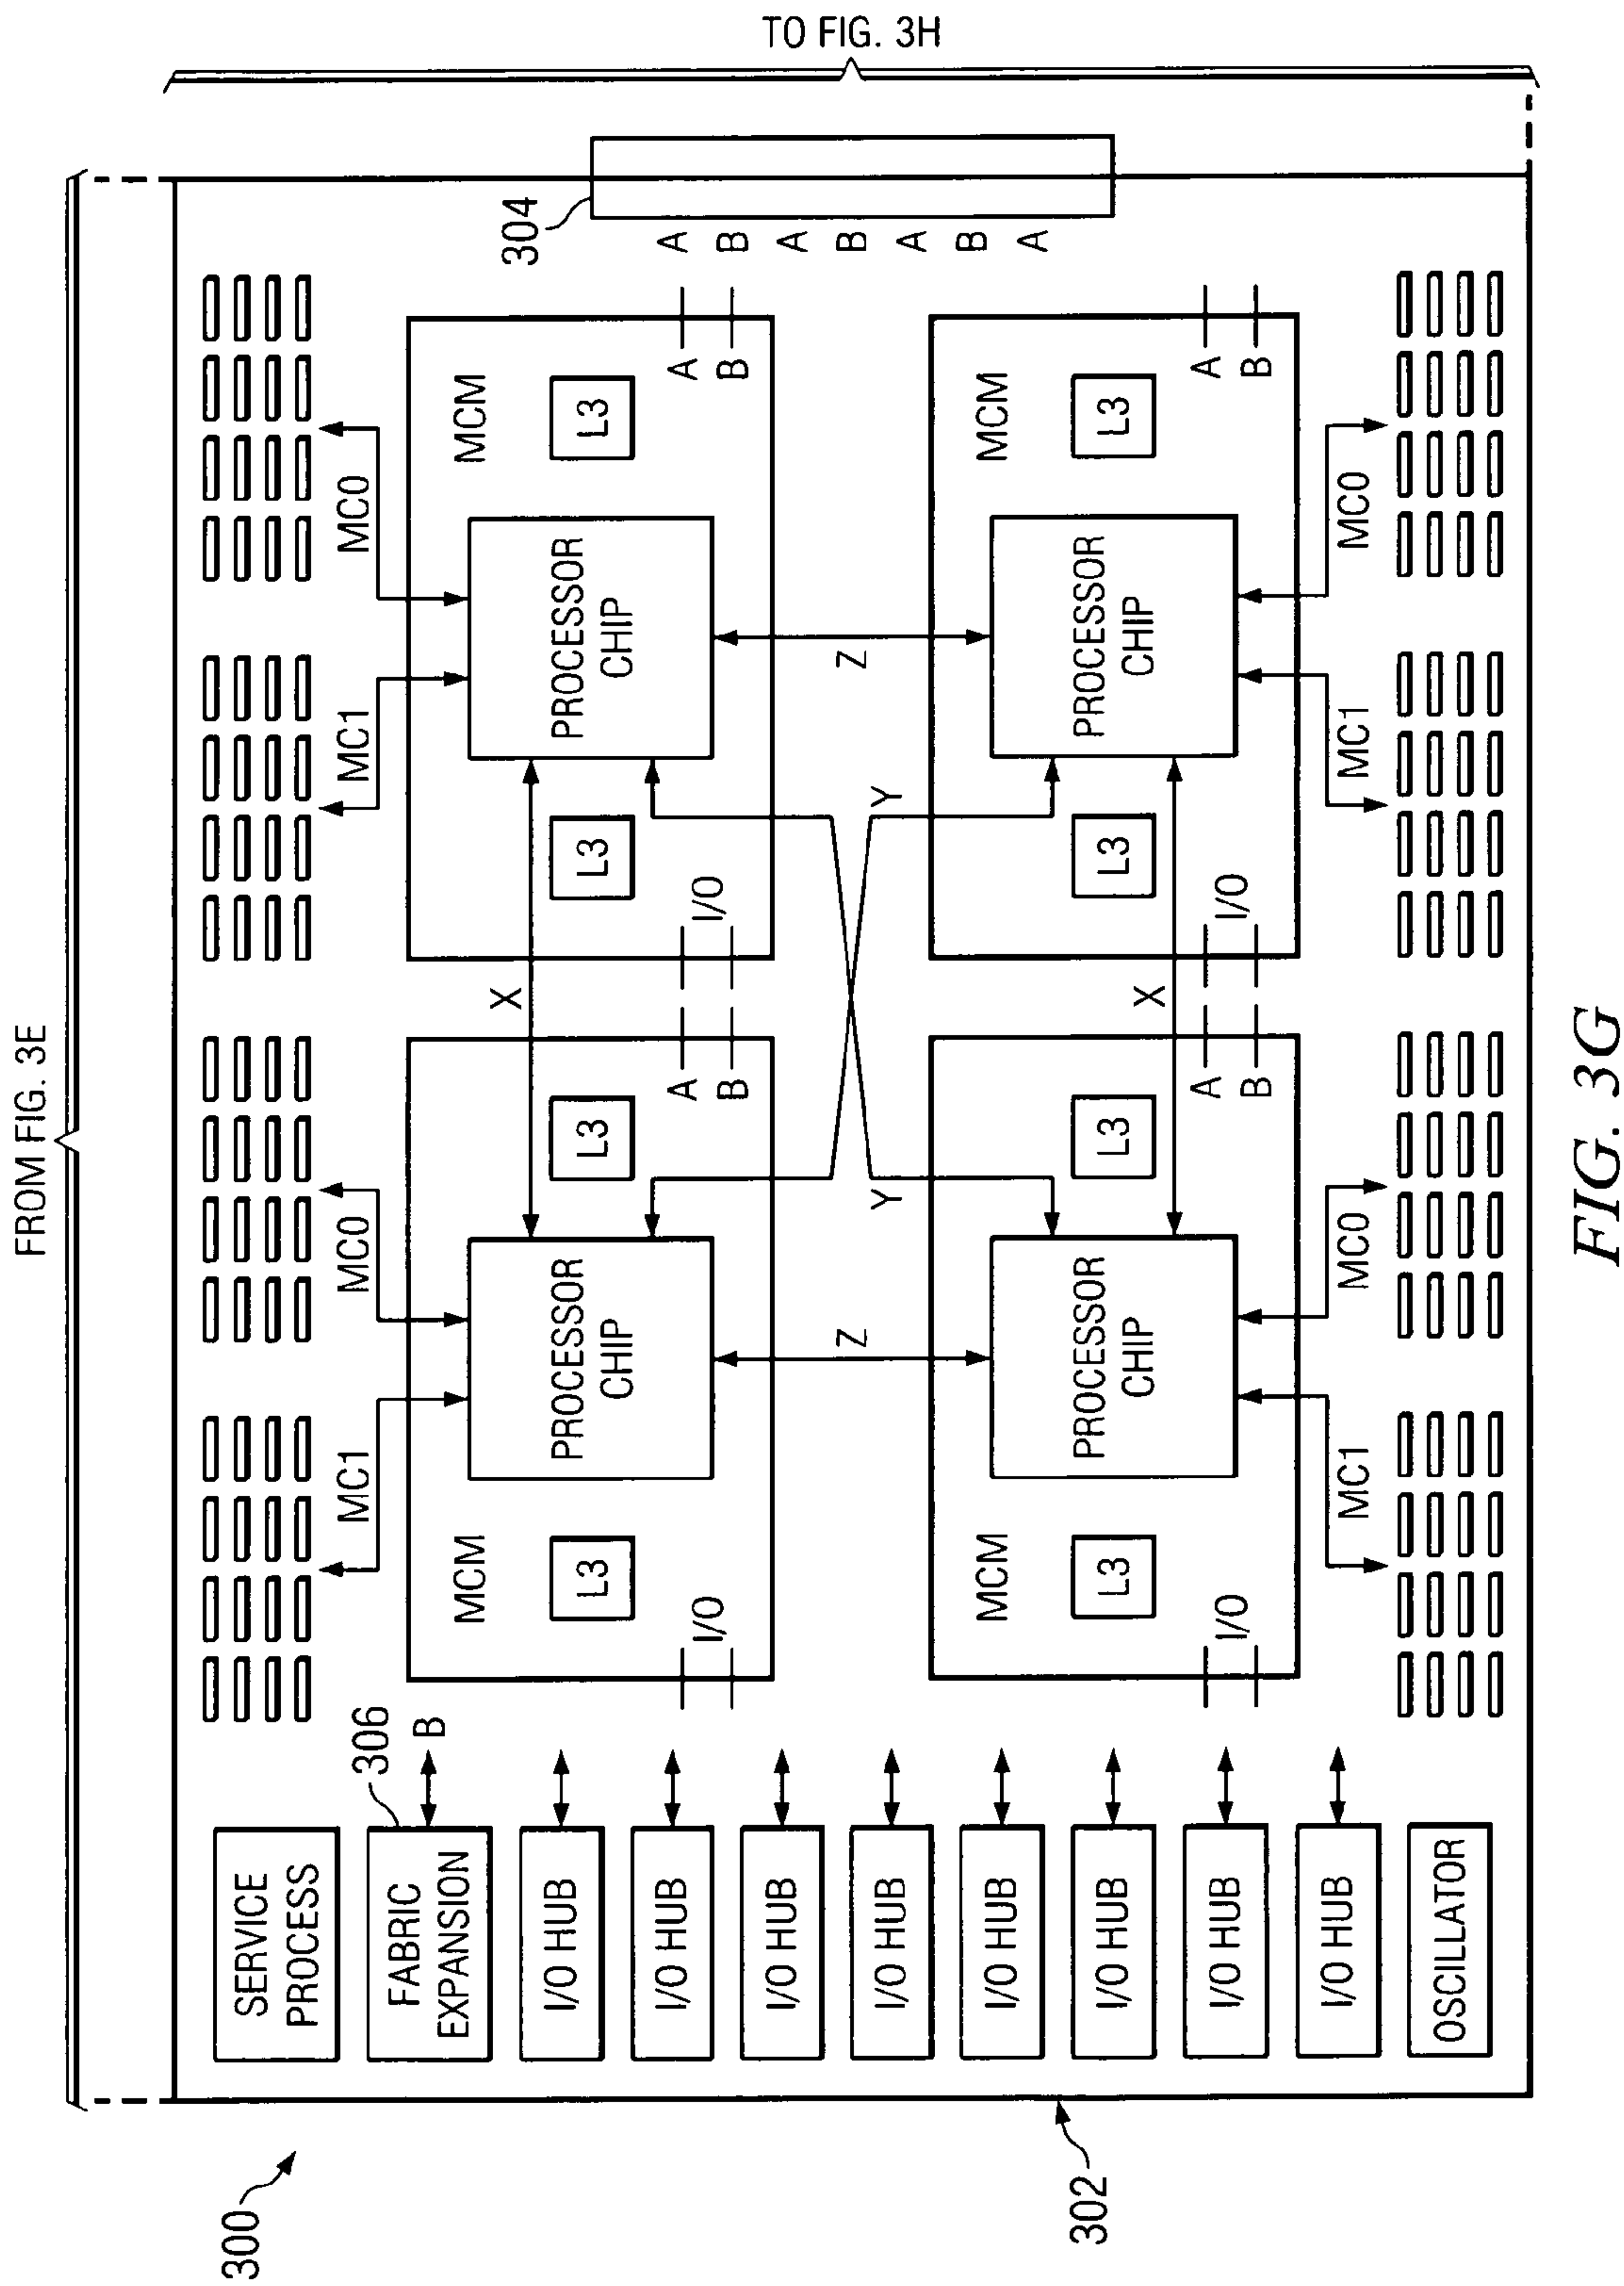 TO FIG. 3H
FROM FIG. 3E
304
A
B
A
B
A
B
A
MC1
MC0
MC1
MC0
MCM
L3
PROCESSOR
CHIP
L3
I/O
A
B
X
L3
PROCESSOR
CHIP
MCM
L3
I/O
A
B
Z
Z
Y
Y
MCM
L3
PROCESSOR
CHIP
L3
I/O
A
B
X
L3
PROCESSOR
CHIP
MCM
L3
I/O
A
B
MC1
MC0
MC1
MC0
306
B
SERVICE
PROCESS
FABRIC
EXPANSION
I/O HUB
I/O HUB
I/O HUB
I/O HUB
I/O HUB
I/O HUB
I/O HUB
I/O HUB
OSCILLATOR
300
302
FIG. 3G